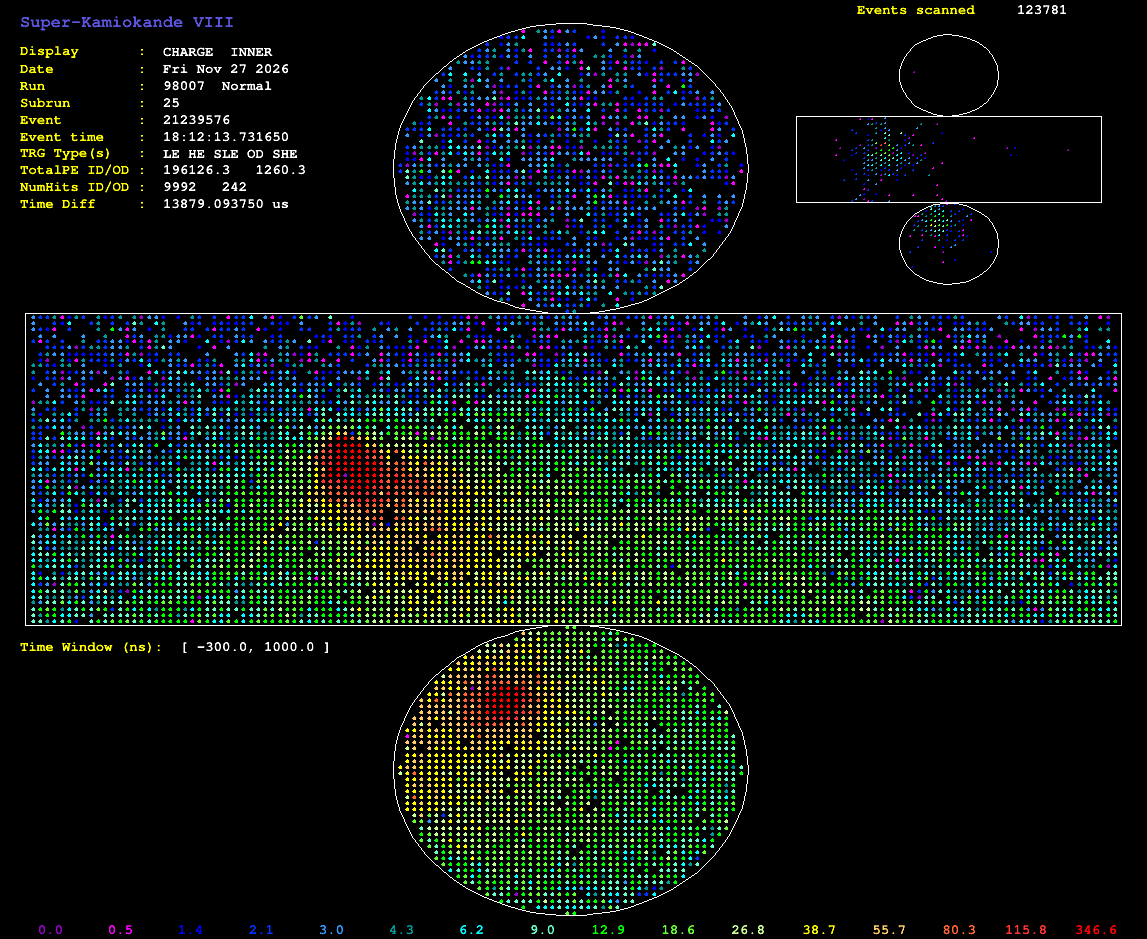 Super-Kamiokande VIII
Events scanned 123781
Display : CHARGE INNER
Date : Fri Nov 27 2026
Run : 98007 Normal
Subrun : 25
Event : 21239576
Event time : 18:12:13.731650
TRG Type(s) : LE HE SLE OD SHE
TotalPE ID/OD : 196126.3 1260.3
NumHits ID/OD : 9992 242
Time Diff : 13879.093750 us
Time Window (ns): [ -300.0, 1000.0 ]
0.0 0.5 1.4 2.1 3.0 4.3 6.2 9.0 12.9 18.6 26.8 38.7 55.7 80.3 115.8 346.6